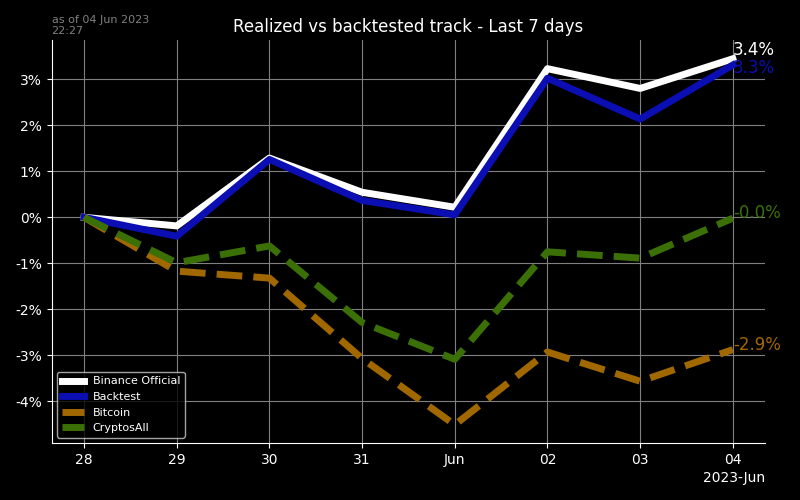 as of 04 Jun 2023
22:27
Realized vs backtested track - Last 7 days
3%
2%
1%
0%
-1%
-2%
-3%
-4%
3.4%
3.3%
-0.0%
-2.9%
Binance Official
Backtest
Bitcoin
CryptosAll
28 29 30 31 Jun 02 03 04
2023-Jun